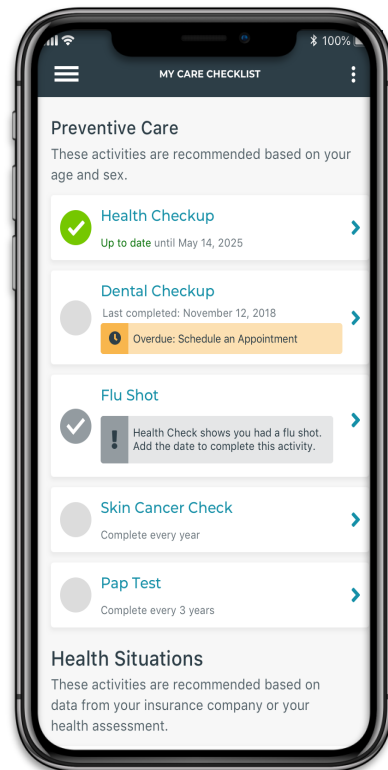 100%
MY CARE CHECKLIST
Preventive Care
These activities are recommended based on your
age and sex.
Health Checkup
Up to date until May 14, 2025
Dental Checkup
Last completed: November 12, 2018
Overdue: Schedule an Appointment
Flu Shot
Health Check shows you had a flu shot.
Add the date to complete this activity.
Skin Cancer Check
Complete every year
Pap Test
Complete every 3 years
Health Situations
These activities are recommended based on
data from your insurance company or your
health assessment.